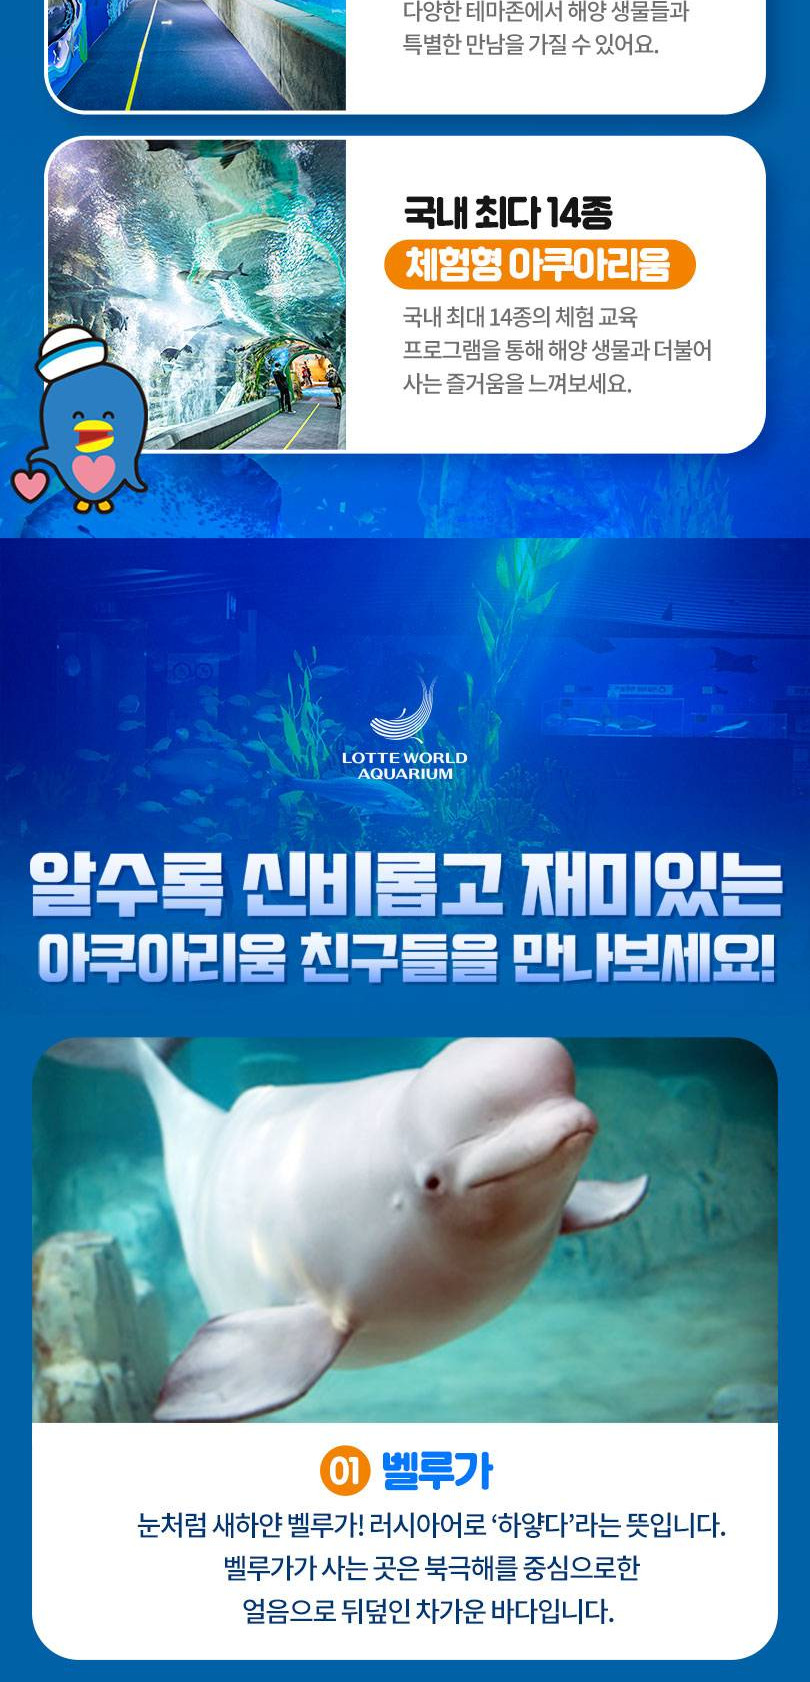 다양한 테마존에서 해양 생물들과
특별한 만남을 가질 수 있어요.
국내 최다 14종
체험형 아쿠아리움
국내 최대 14종의 체험 교육
프로그램을 통해 해양 생물과 더불어
사는 즐거움을 느껴보세요.
LOTTE WORLD
AQUARIUM
알수록 신비롭고 재미있는
아쿠아리움 친구들을 만나보세요!
01 벨루가
눈처럼 새하얀 벨루가! 러시아어로 ‘하얗다’라는 뜻입니다.
벨루가가 사는 곳은 북극해를 중심으로한
얼음으로 뒤덮인 차가운 바다입니다.